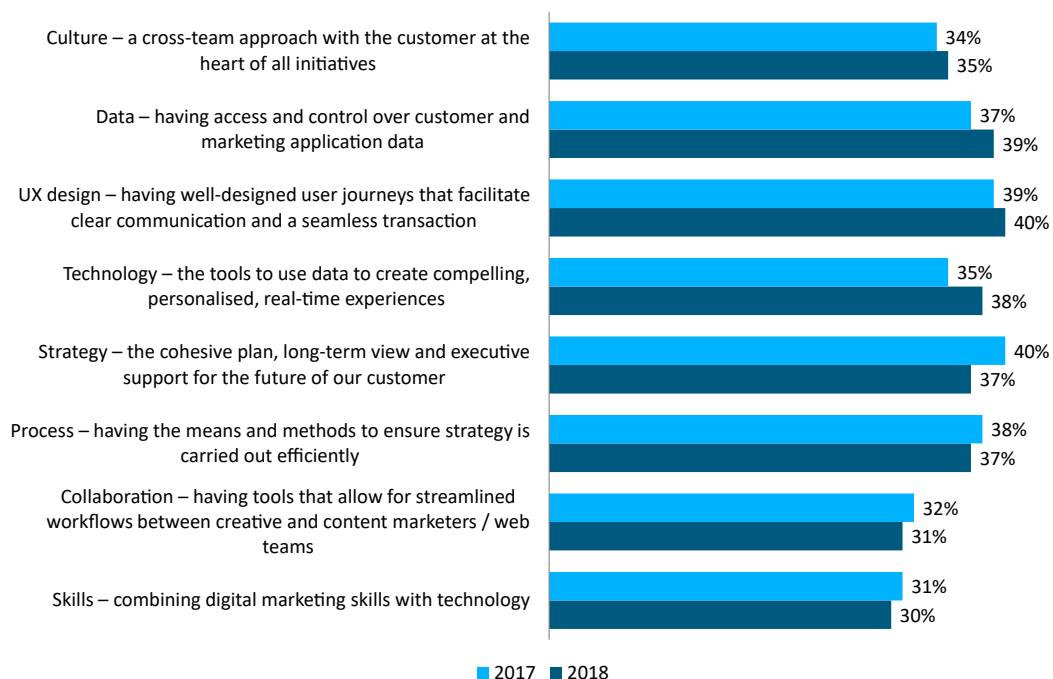 Culture – a cross-team approach with the customer at the
heart of all initiatives
34%
35%
Data – having access and control over customer and
marketing application data
37%
39%
UX design – having well-designed user journeys that facilitate
clear communication and a seamless transaction
39%
40%
Technology – the tools to use data to create compelling,
personalised, real-time experiences
35%
38%
Strategy – the cohesive plan, long-term view and executive
support for the future of our customer
40%
37%
Process – having the means and methods to ensure strategy is
carried out efficiently
38%
37%
Collaboration – having tools that allow for streamlined
workflows between creative and content marketers / web
teams
32%
31%
Skills – combining digital marketing skills with technology
31%
30%
2017 2018